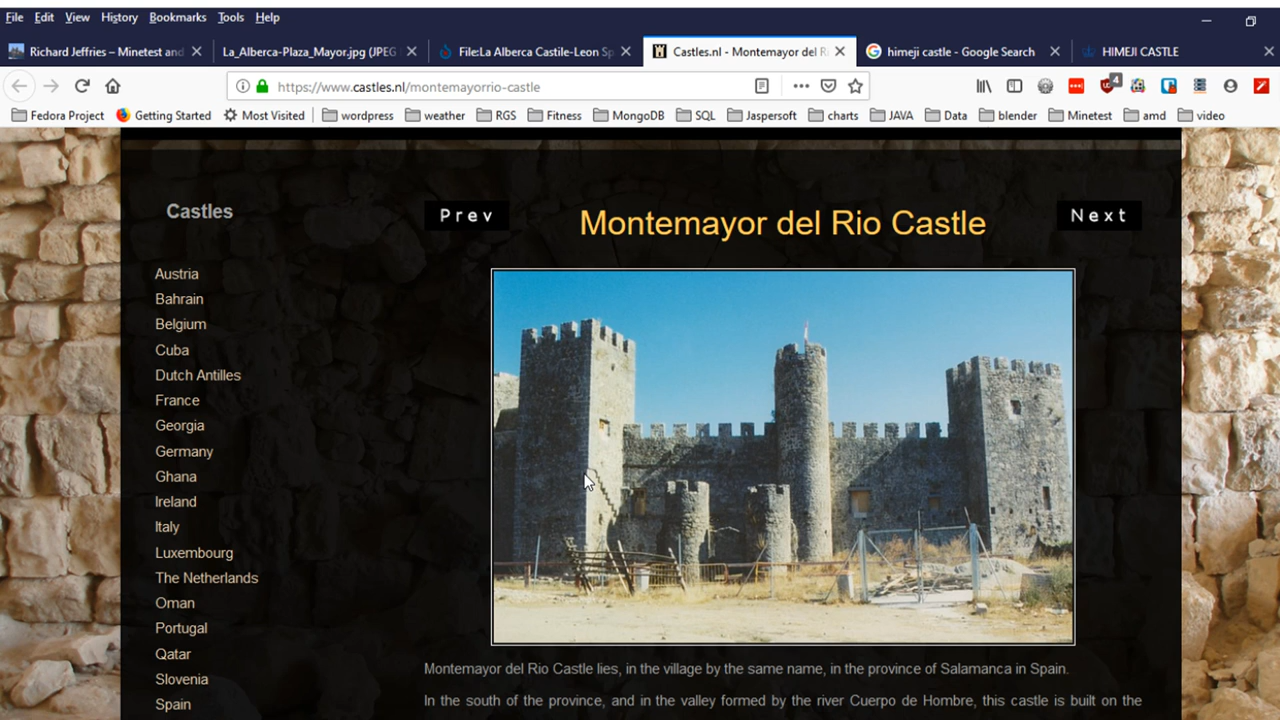 File Edit View History Bookmarks Tools Help
Richard Jeffries – Minetest and
La_Alberca-Plaza_Mayor.jpg (JPEG
File:La Alberca Castile-Leon Sp
Castles.nl - Montemayor del R
himeji castle - Google Search
HIMEJI CASTLE
https://www.castles.nl/montemayorrio-castle
4
Fedora Project Getting Started Most Visited wordpress weather RGS Fitness MongoDB SQL Jaspersoft charts JAVA Data blender Minetest amd video
Castles
Prev
Montemayor del Rio Castle
Next
Austria
Bahrain
Belgium
Cuba
Dutch Antilles
France
Georgia
Germany
Ghana
Ireland
Italy
Luxembourg
The Netherlands
Oman
Portugal
Qatar
Slovenia
Spain
Montemayor del Rio Castle lies, in the village by the same name, in the province of Salamanca in Spain.
In the south of the province, and in the valley formed by the river Cuerpo de Hombre, this castle is built on the